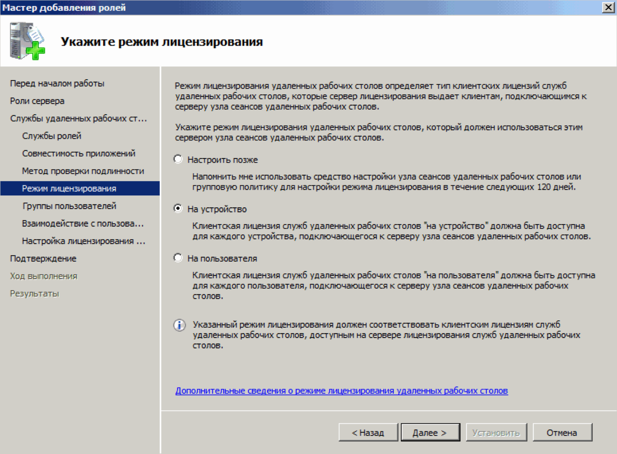 Мастер добавления ролей
Укажите режим лицензирования
Перед началом работы
Роли сервера
Службы удаленных рабочих ст...
Службы ролей
Совместимость приложений
Метод проверки подлинности
Режим лицензирования
Группы пользователей
Взаимодействие с пользова...
Настройка лицензирования ...
Подтверждение
Ход выполнения
Результаты
Режим лицензирования удаленных рабочих столов определяет тип клиентских лицензий служб
удаленных рабочих столов, которые сервер лицензирования выдает клиентам, подключающимся к
серверу узла сеансов удаленных рабочих столов.
Укажите режим лицензирования удаленных рабочих столов, который должен использоваться этим
сервером узла сеансов удаленных рабочих столов.
Настроить позже
Напомнить мне использовать средство настройки узла сеансов удаленных рабочих столов или
групповую политику для настройки режима лицензирования в течение следующих 120 дней.
На устройство
Клиентская лицензия служб удаленных рабочих столов "на устройство" должна быть доступна
для каждого устройства, подключающегося к серверу узла сеансов удаленных рабочих столов.
На пользователя
Клиентская лицензия служб удаленных рабочих столов "на пользователя" должна быть доступна
для каждого пользователя, подключающегося к серверу узла сеансов удаленных рабочих
столов.
Указанный режим лицензирования должен соответствовать клиентским лицензиям служб
удаленных рабочих столов, доступным на сервере лицензирования служб удаленных рабочих
столов.
Дополнительные сведения о режиме лицензирования удаленных рабочих столов
< Назад
Далее >
Установить
Отмена